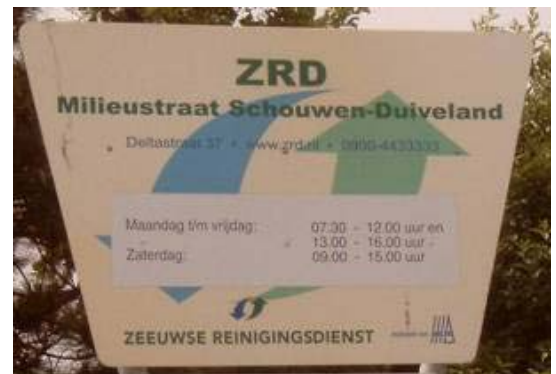 ZRD
Milieustraat Schouwen-Duiveland
Deltastraat 37 • www.zrd.nl • 0900-4433333
Maandag t/m vrijdag: 07.30 - 12.00 uur en
13.00 - 16.00 uur
Zaterdag: 09.00 - 15.00 uur
ZEEUWSE REINIGINGSDIENST